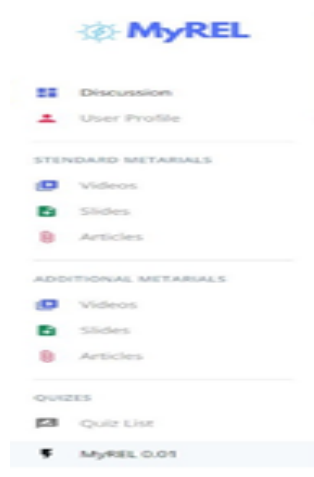 MyREL
Discussion
User Profile
STENDARD METARIALS
Videos
Slides
Articles
ADDITIONAL METARIALS
Videos
Slides
Articles
QUIZES
Quiz List
MyREL 0.01